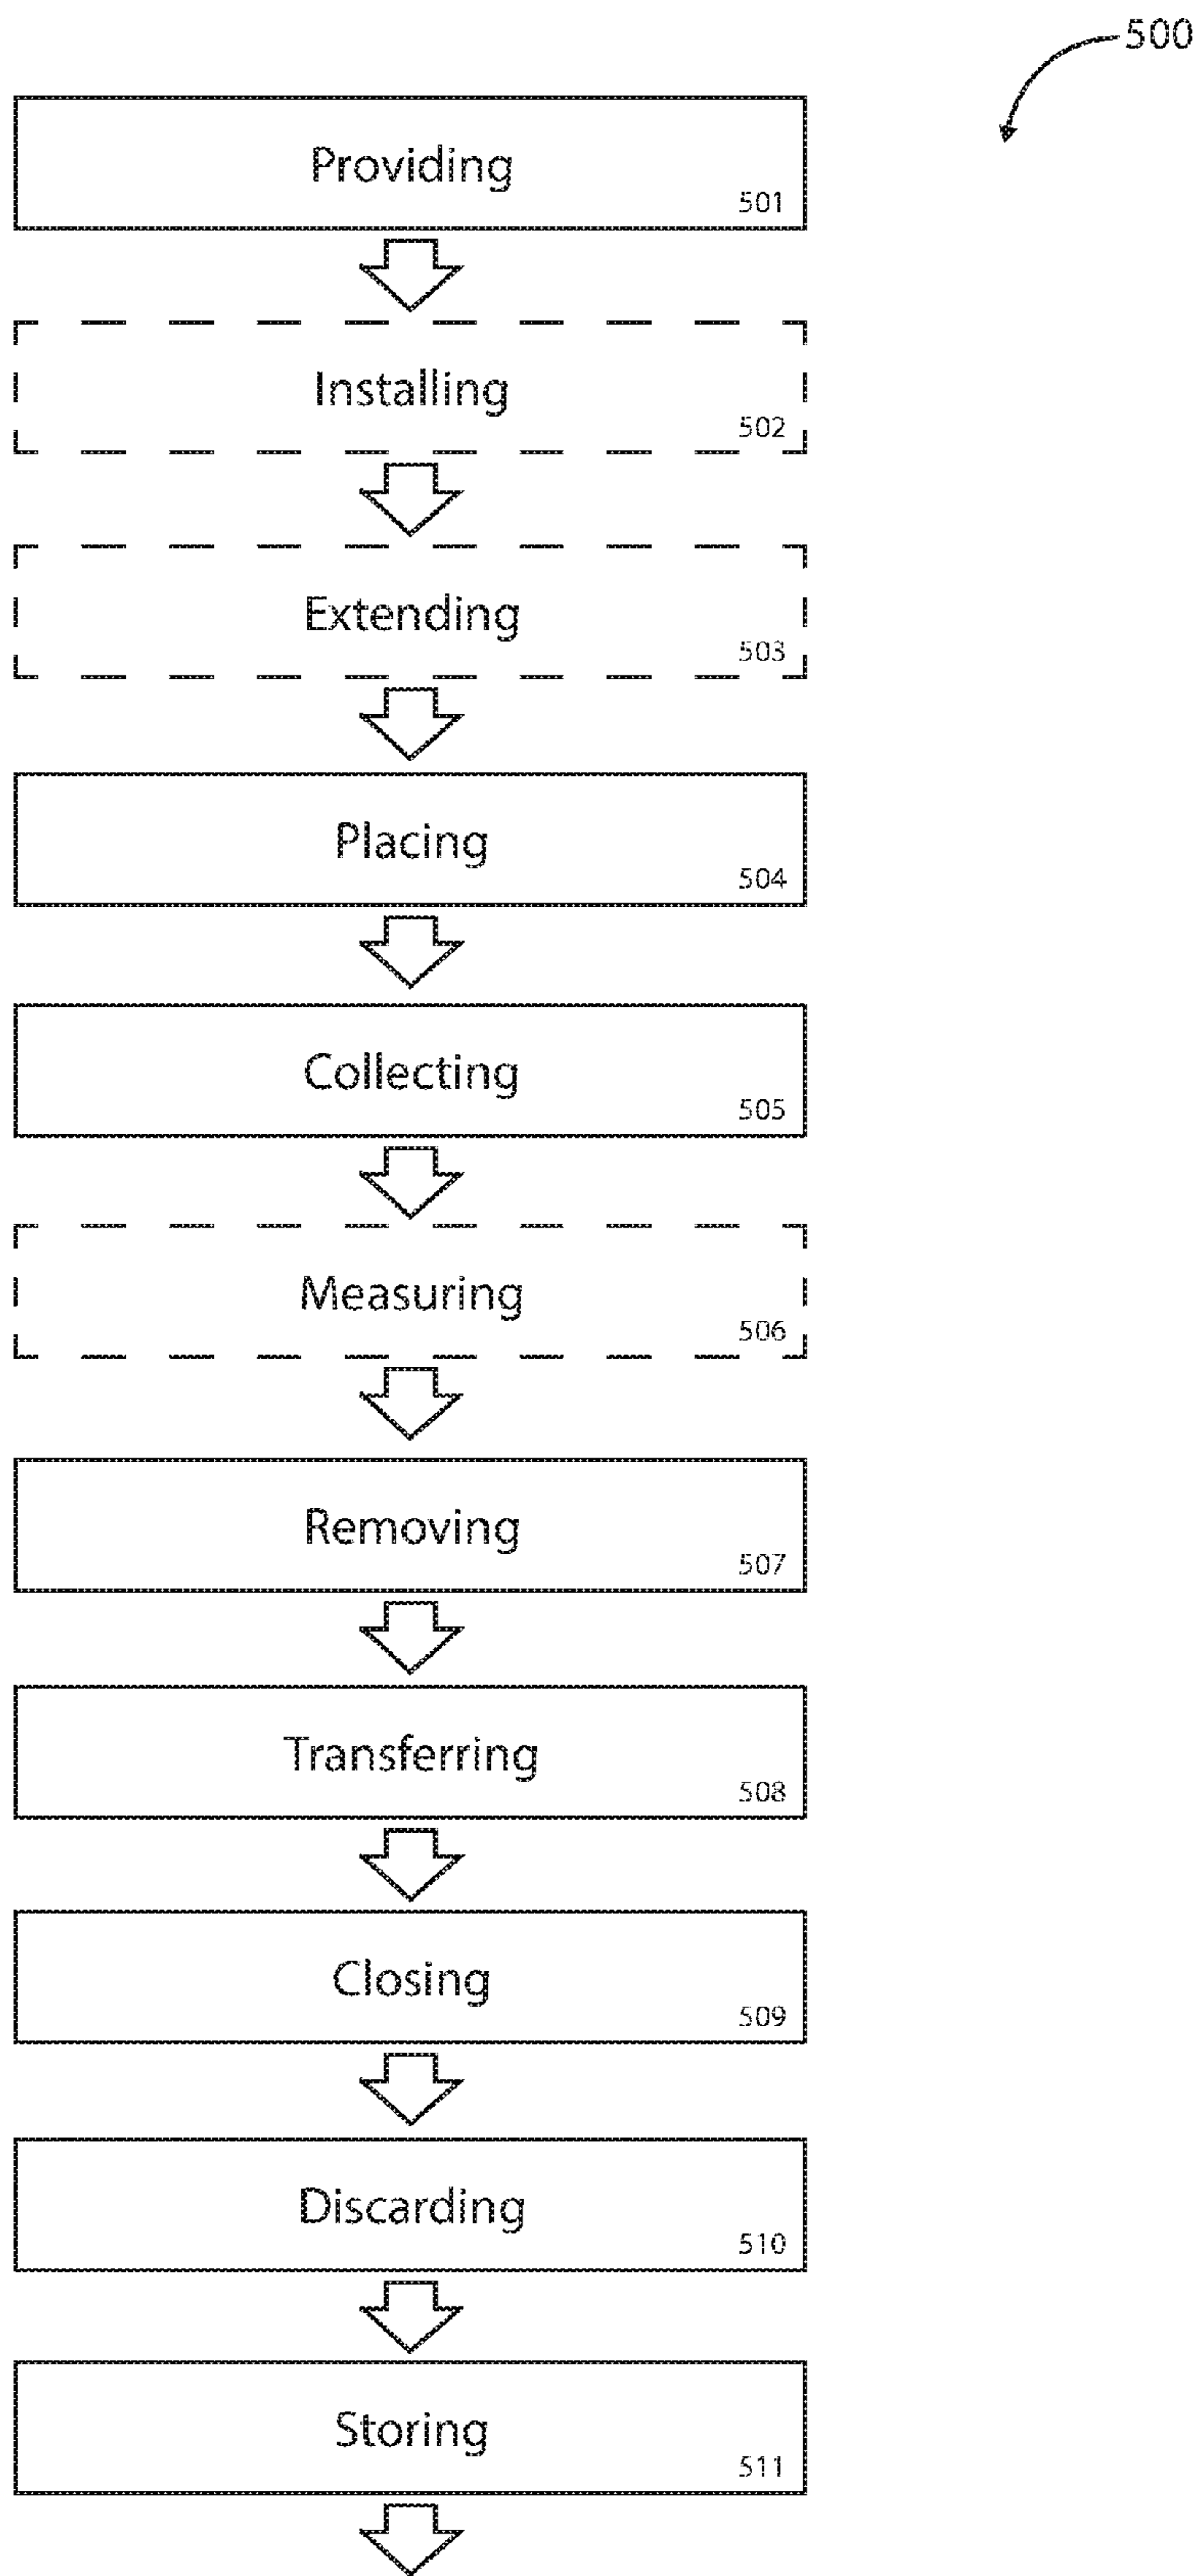 500
Providing
501
Installing
502
Extending
503
Placing
504
Collecting
505
Measuring
506
Removing
507
Transferring
508
Closing
509
Discarding
510
Storing
511